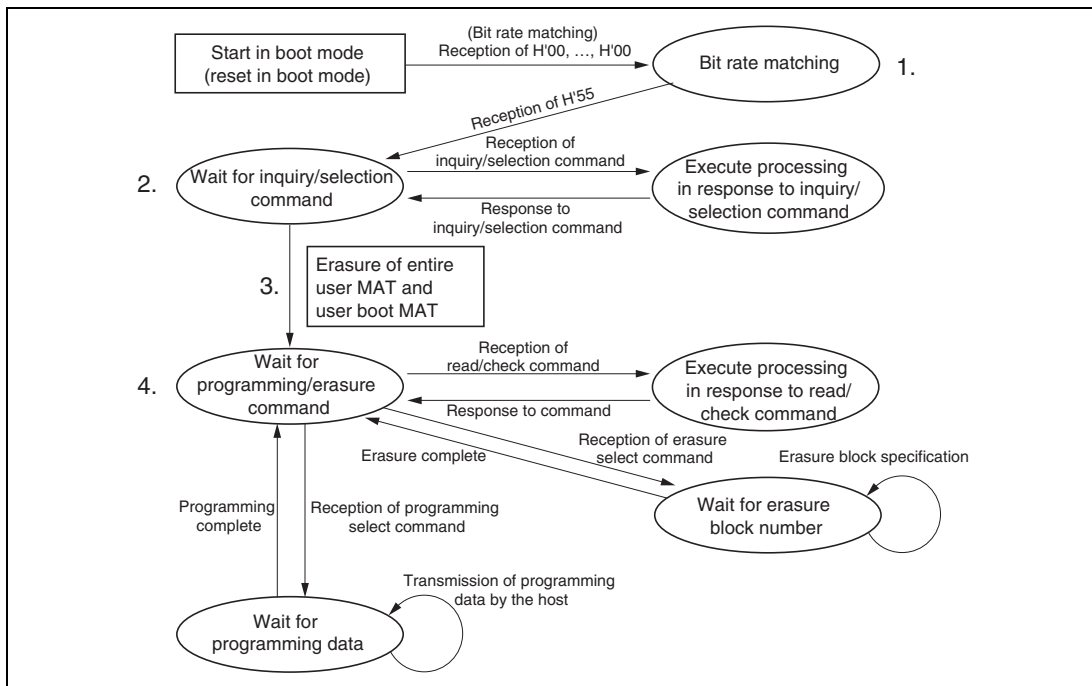 Start in boot mode
(reset in boot mode)
(Bit rate matching)
Reception of H'00, …, H'00
Bit rate matching
1.
Reception of H'55
2.
Wait for inquiry/selection
command
Reception of
inquiry/selection command
Response to
inquiry/selection command
Execute processing
in response to inquiry/
selection command
3.
Erasure of entire
user MAT and
user boot MAT
4.
Wait for
programming/erasure
command
Reception of
read/check command
Response to command
Execute processing
in response to read/
check command
Reception of erasure
select command
Erasure complete
Erasure block specification
Wait for erasure
block number
Programming
complete
Reception of programming
select command
Transmission of programming
data by the host
Wait for
programming data